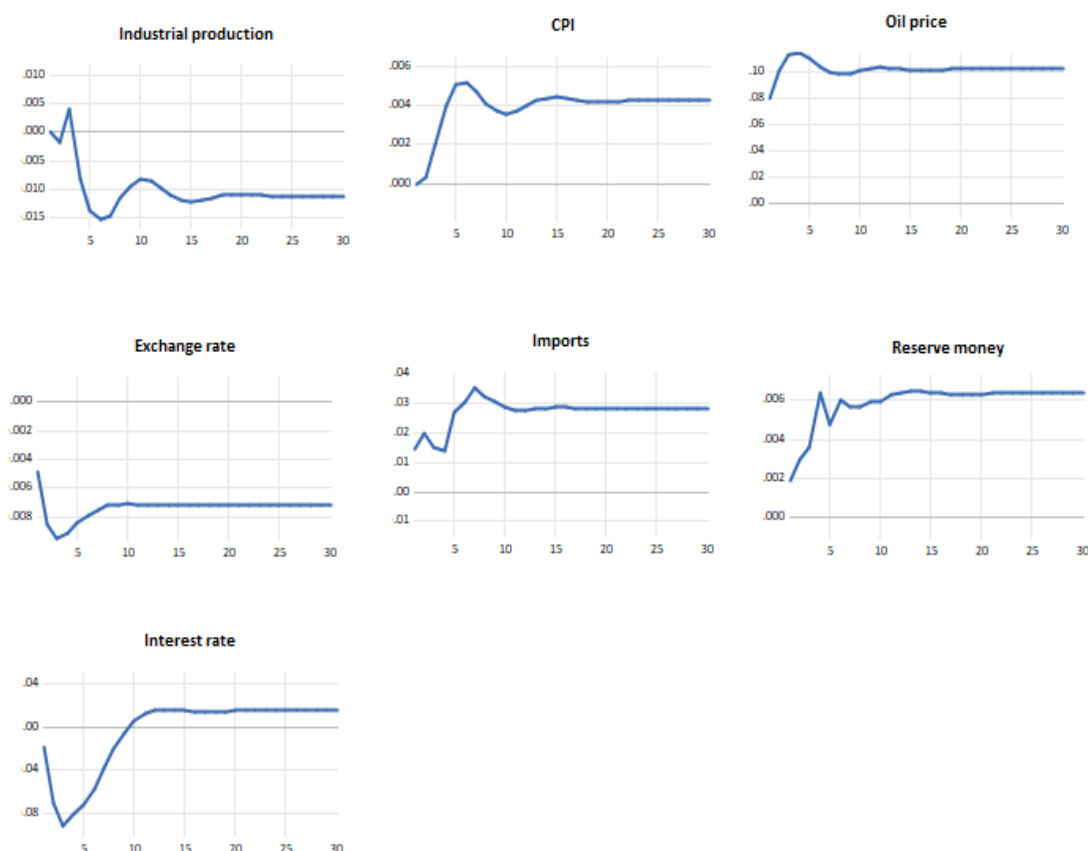 Industrial production
.010
.005
.000
.005
.010
.015
5 10 15 20 25 30
CPI
.006
.004
.002
.000
5 10 15 20 25 30
Oil price
.10
.08
.06
.04
.02
.00
5 10 15 20 25 30
Exchange rate
.000
.002
.004
.006
.008
5 10 15 20 25 30
Imports
.04
.03
.02
.01
.00
-.01
5 10 15 20 25 30
Reserve money
.006
.004
.002
.000
5 10 15 20 25 30
Interest rate
.04
.00
.04
.08
5 10 15 20 25 30